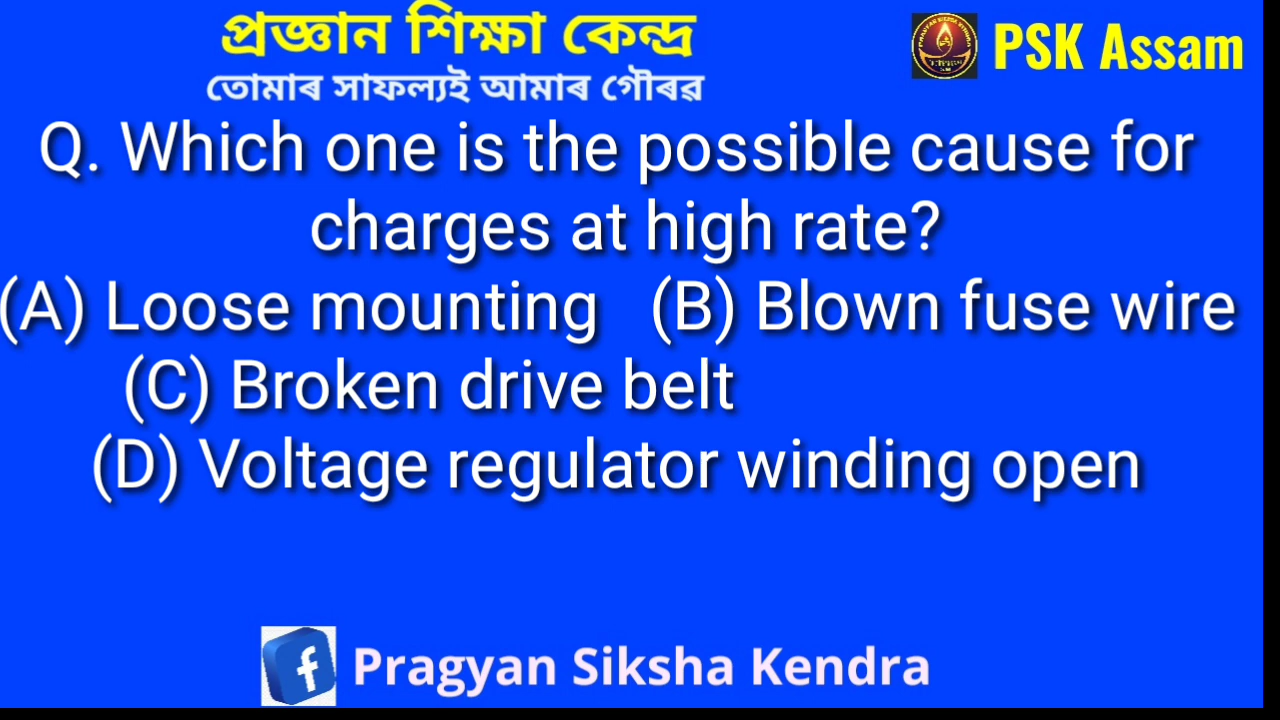 প্ৰজ্ঞান শিক্ষা কেন্দ্ৰ
PSK Assam
তোমাৰ সাফল্যই আমাৰ গৌৰৱ
Q. Which one is the possible cause for
charges at high rate?
(A) Loose mounting (B) Blown fuse wire
(C) Broken drive belt
(D) Voltage regulator winding open
f Pragyan Siksha Kendra